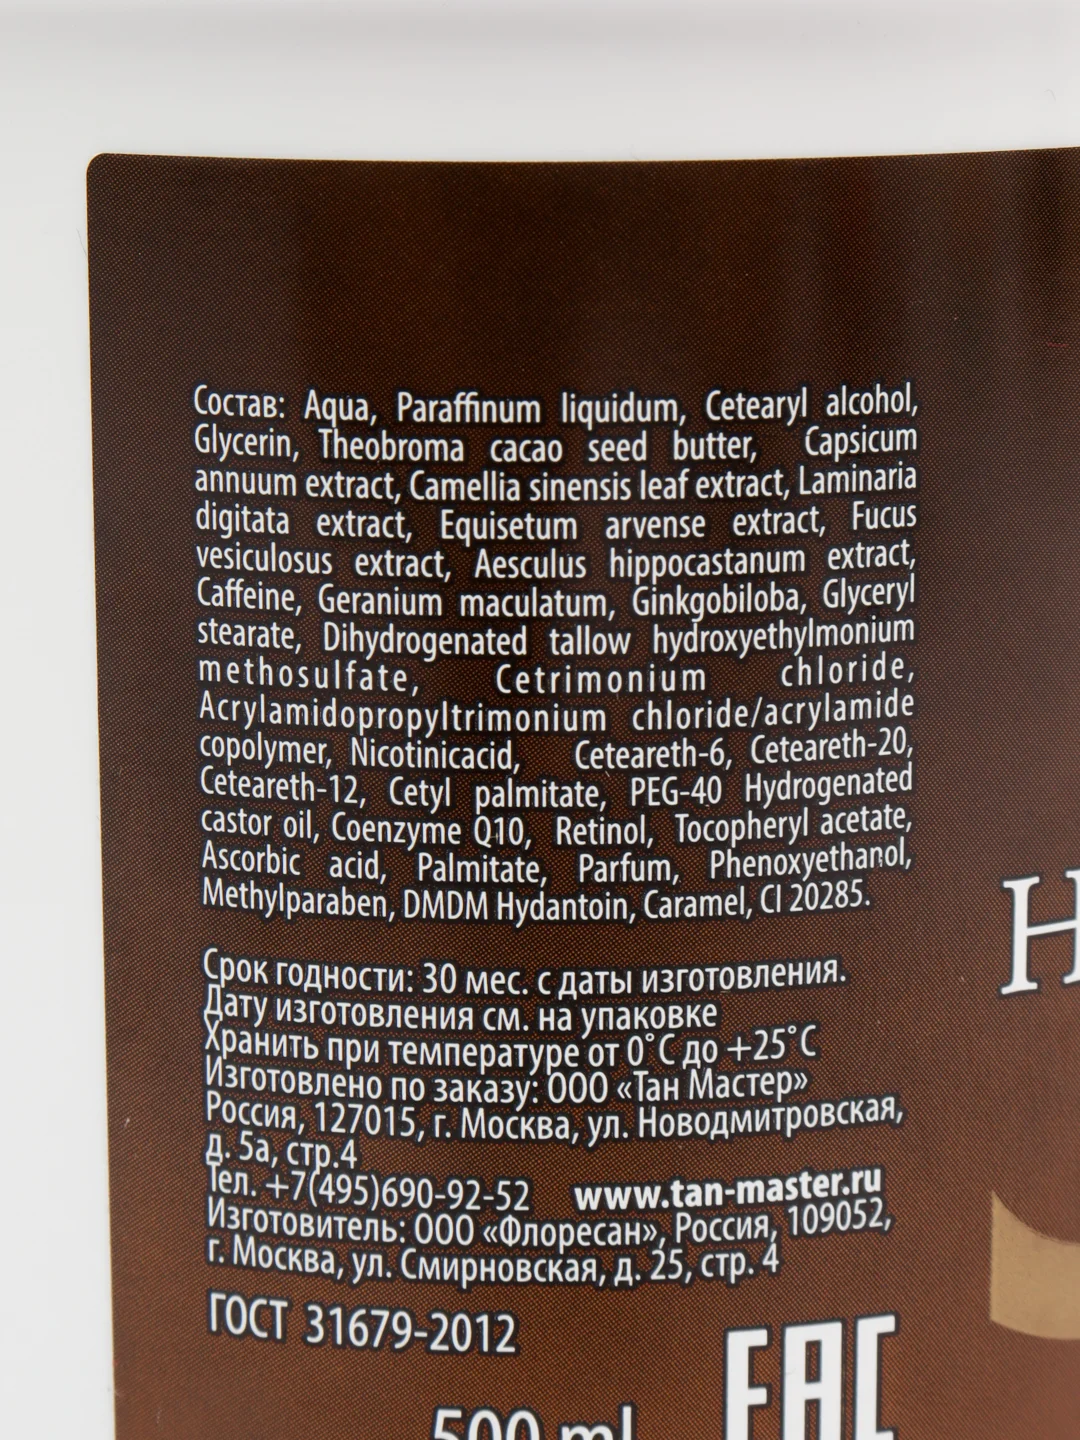 Состав: Aqua, Paraffinum liquidum, Cetearyl alcohol,
Glycerin, Theobroma cacao seed butter, Capsicum
annuum extract, Camellia sinensis leaf extract, Laminaria
digitata extract, Equisetum arvense extract, Fucus
vesiculosus extract, Aesculus hippocastanum extract,
Caffeine, Geranium maculatum, Ginkgobiloba, Glyceryl
stearate, Dihydrogenated tallow hydroxyethylmonium
methosulfate, Cetrimonium chloride,
Acrylamidopropyltrimonium chloride/acrylamide
copolymer, Nicotinicacid, Ceteareth-6, Ceteareth-20,
Ceteareth-12, Cetyl palmitate, PEG-40 Hydrogenated
castor oil, Coenzyme Q10, Retinol, Tocopheryl acetate,
Ascorbic acid, Palmitate, Parfum, Phenoxyethanol,
Methylparaben, DMDM Hydantoin, Caramel, CI 20285.
Срок годности: 30 мес. с даты изготовления.
Дату изготовления см. на упаковке
Хранить при температуре от 0°С до +25°С
Изготовлено по заказу: ООО «Тан Мастер»
Россия, 127015, г. Москва, ул. Новодмитровская,
д. 5а, стр.4
Тел. +7(495)690-92-52 www.tan-master.ru
Изготовитель: ООО «Флоресан», Россия, 109052,
г. Москва, ул. Смирновская, д. 25, стр. 4
ГОСТ 31679-2012
EAC
500 ml